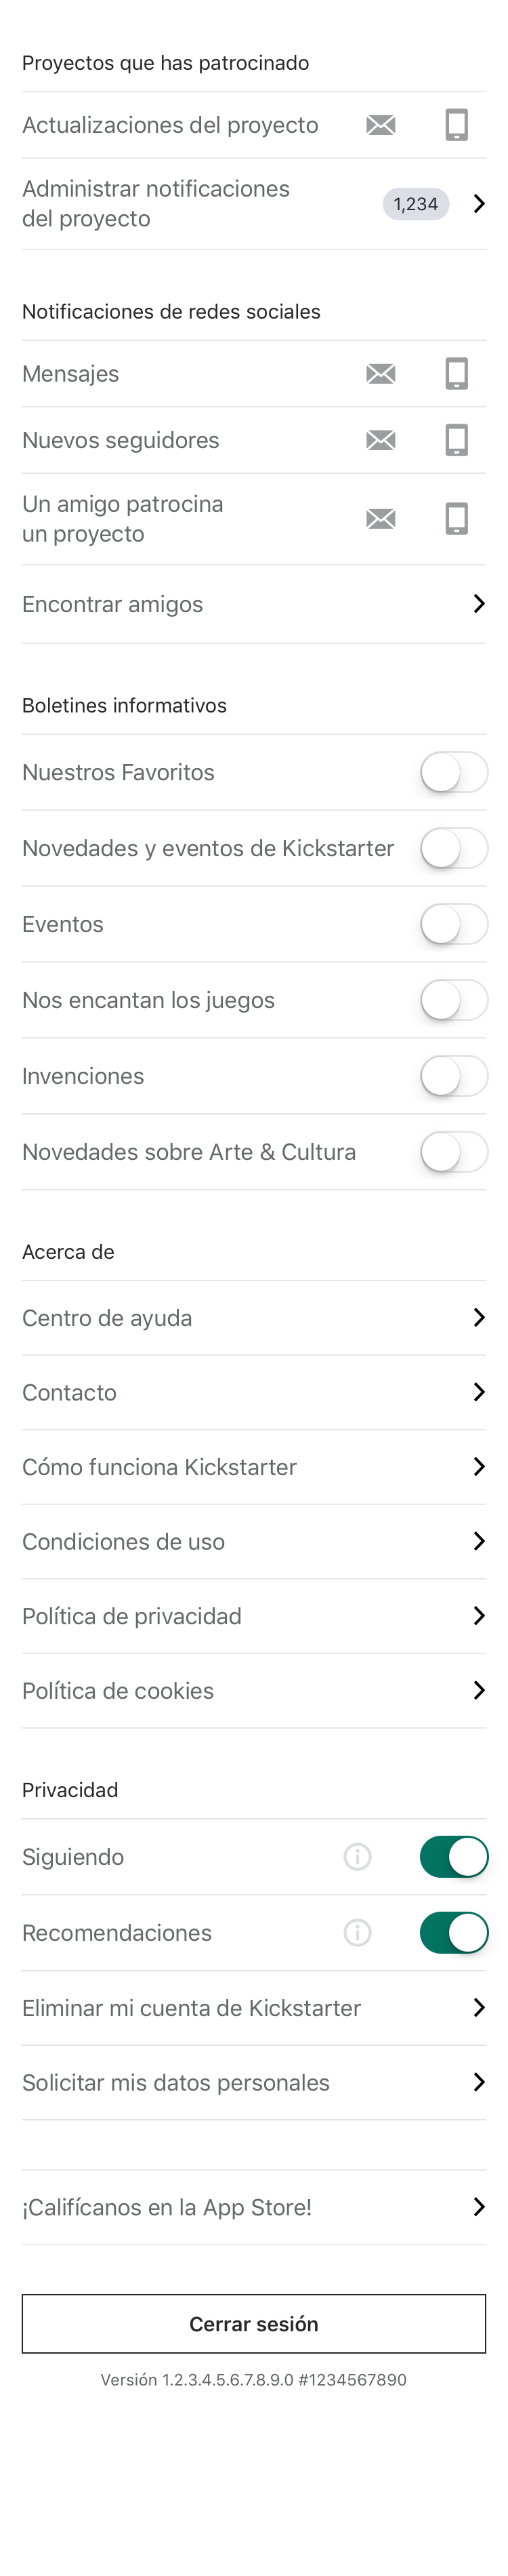 Proyectos que has patrocinado
Actualizaciones del proyecto
Administrar notificaciones
del proyecto
1,234
Notificaciones de redes sociales
Mensajes
Nuevos seguidores
Un amigo patrocina
un proyecto
Encontrar amigos
Boletines informativos
Nuestros Favoritos
Novedades y eventos de Kickstarter
Eventos
Nos encantan los juegos
Invenciones
Novedades sobre Arte & Cultura
Acerca de
Centro de ayuda
Contacto
Cómo funciona Kickstarter
Condiciones de uso
Política de privacidad
Política de cookies
Privacidad
Siguiendo
Recomendaciones
Eliminar mi cuenta de Kickstarter
Solicitar mis datos personales
¡Califícanos en la App Store!
Cerrar sesión
Versión 1.2.3.4.5.6.7.8.9.0 #1234567890